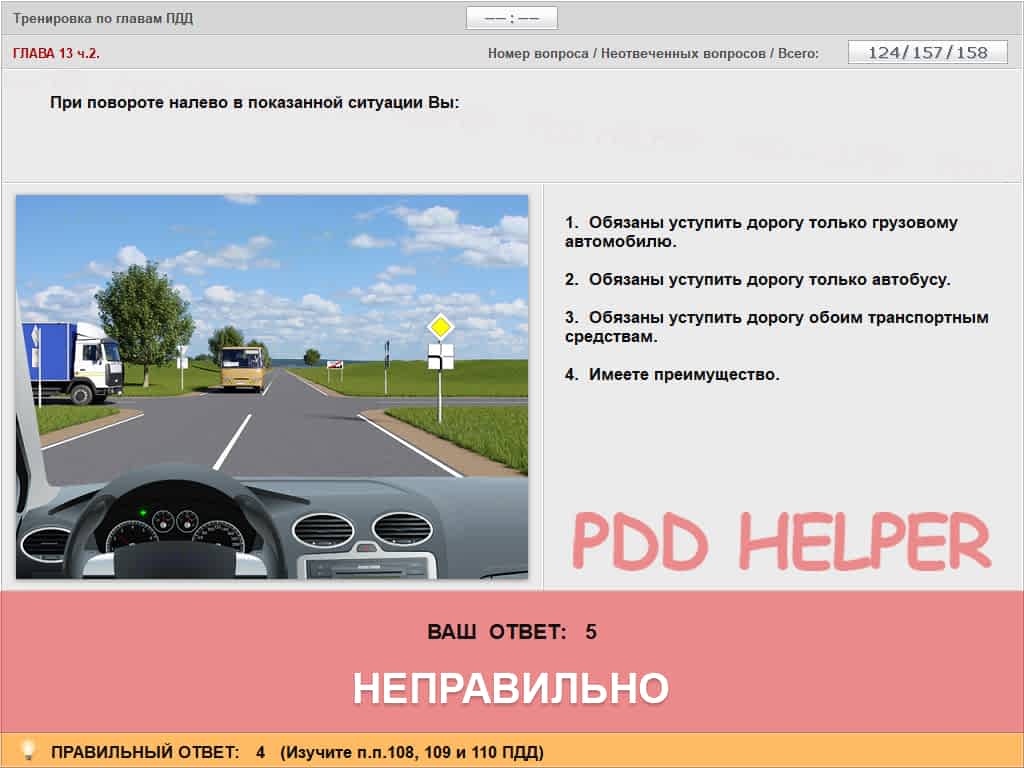 Тренировка по главам ПДД
—— : ——
ГЛАВА 13 ч.2.
Номер вопроса / Неотвеченных вопросов / Всего:
124/157/158
При повороте налево в показанной ситуации Вы:
1. Обязаны уступить дорогу только грузовому
автомобилю.
2. Обязаны уступить дорогу только автобусу.
3. Обязаны уступить дорогу обоим транспортным
средствам.
4. Имеете преимущество.
PDD HELPER
ВАШ ОТВЕТ: 5
НЕПРАВИЛЬНО
ПРАВИЛЬНЫЙ ОТВЕТ: 4 (Изучите п.п.108, 109 и 110 ПДД)